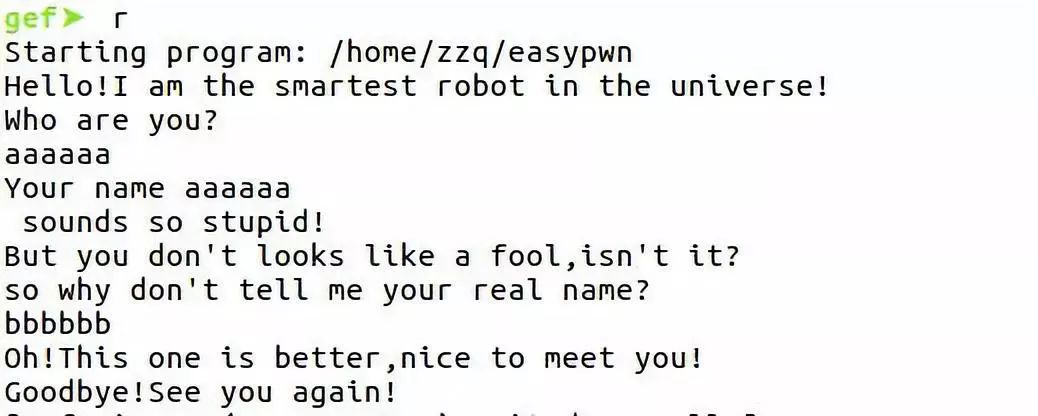 gef➤ r
Starting program: /home/zzq/easypwn
Hello!I am the smartest robot in the universe!
Who are you?
aaaaaa
Your name aaaaaa
 sounds so stupid!
But you don't looks like a fool,isn't it?
so why don't tell me your real name?
bbbbbb
Oh!This one is better,nice to meet you!
Goodbye!See you again!